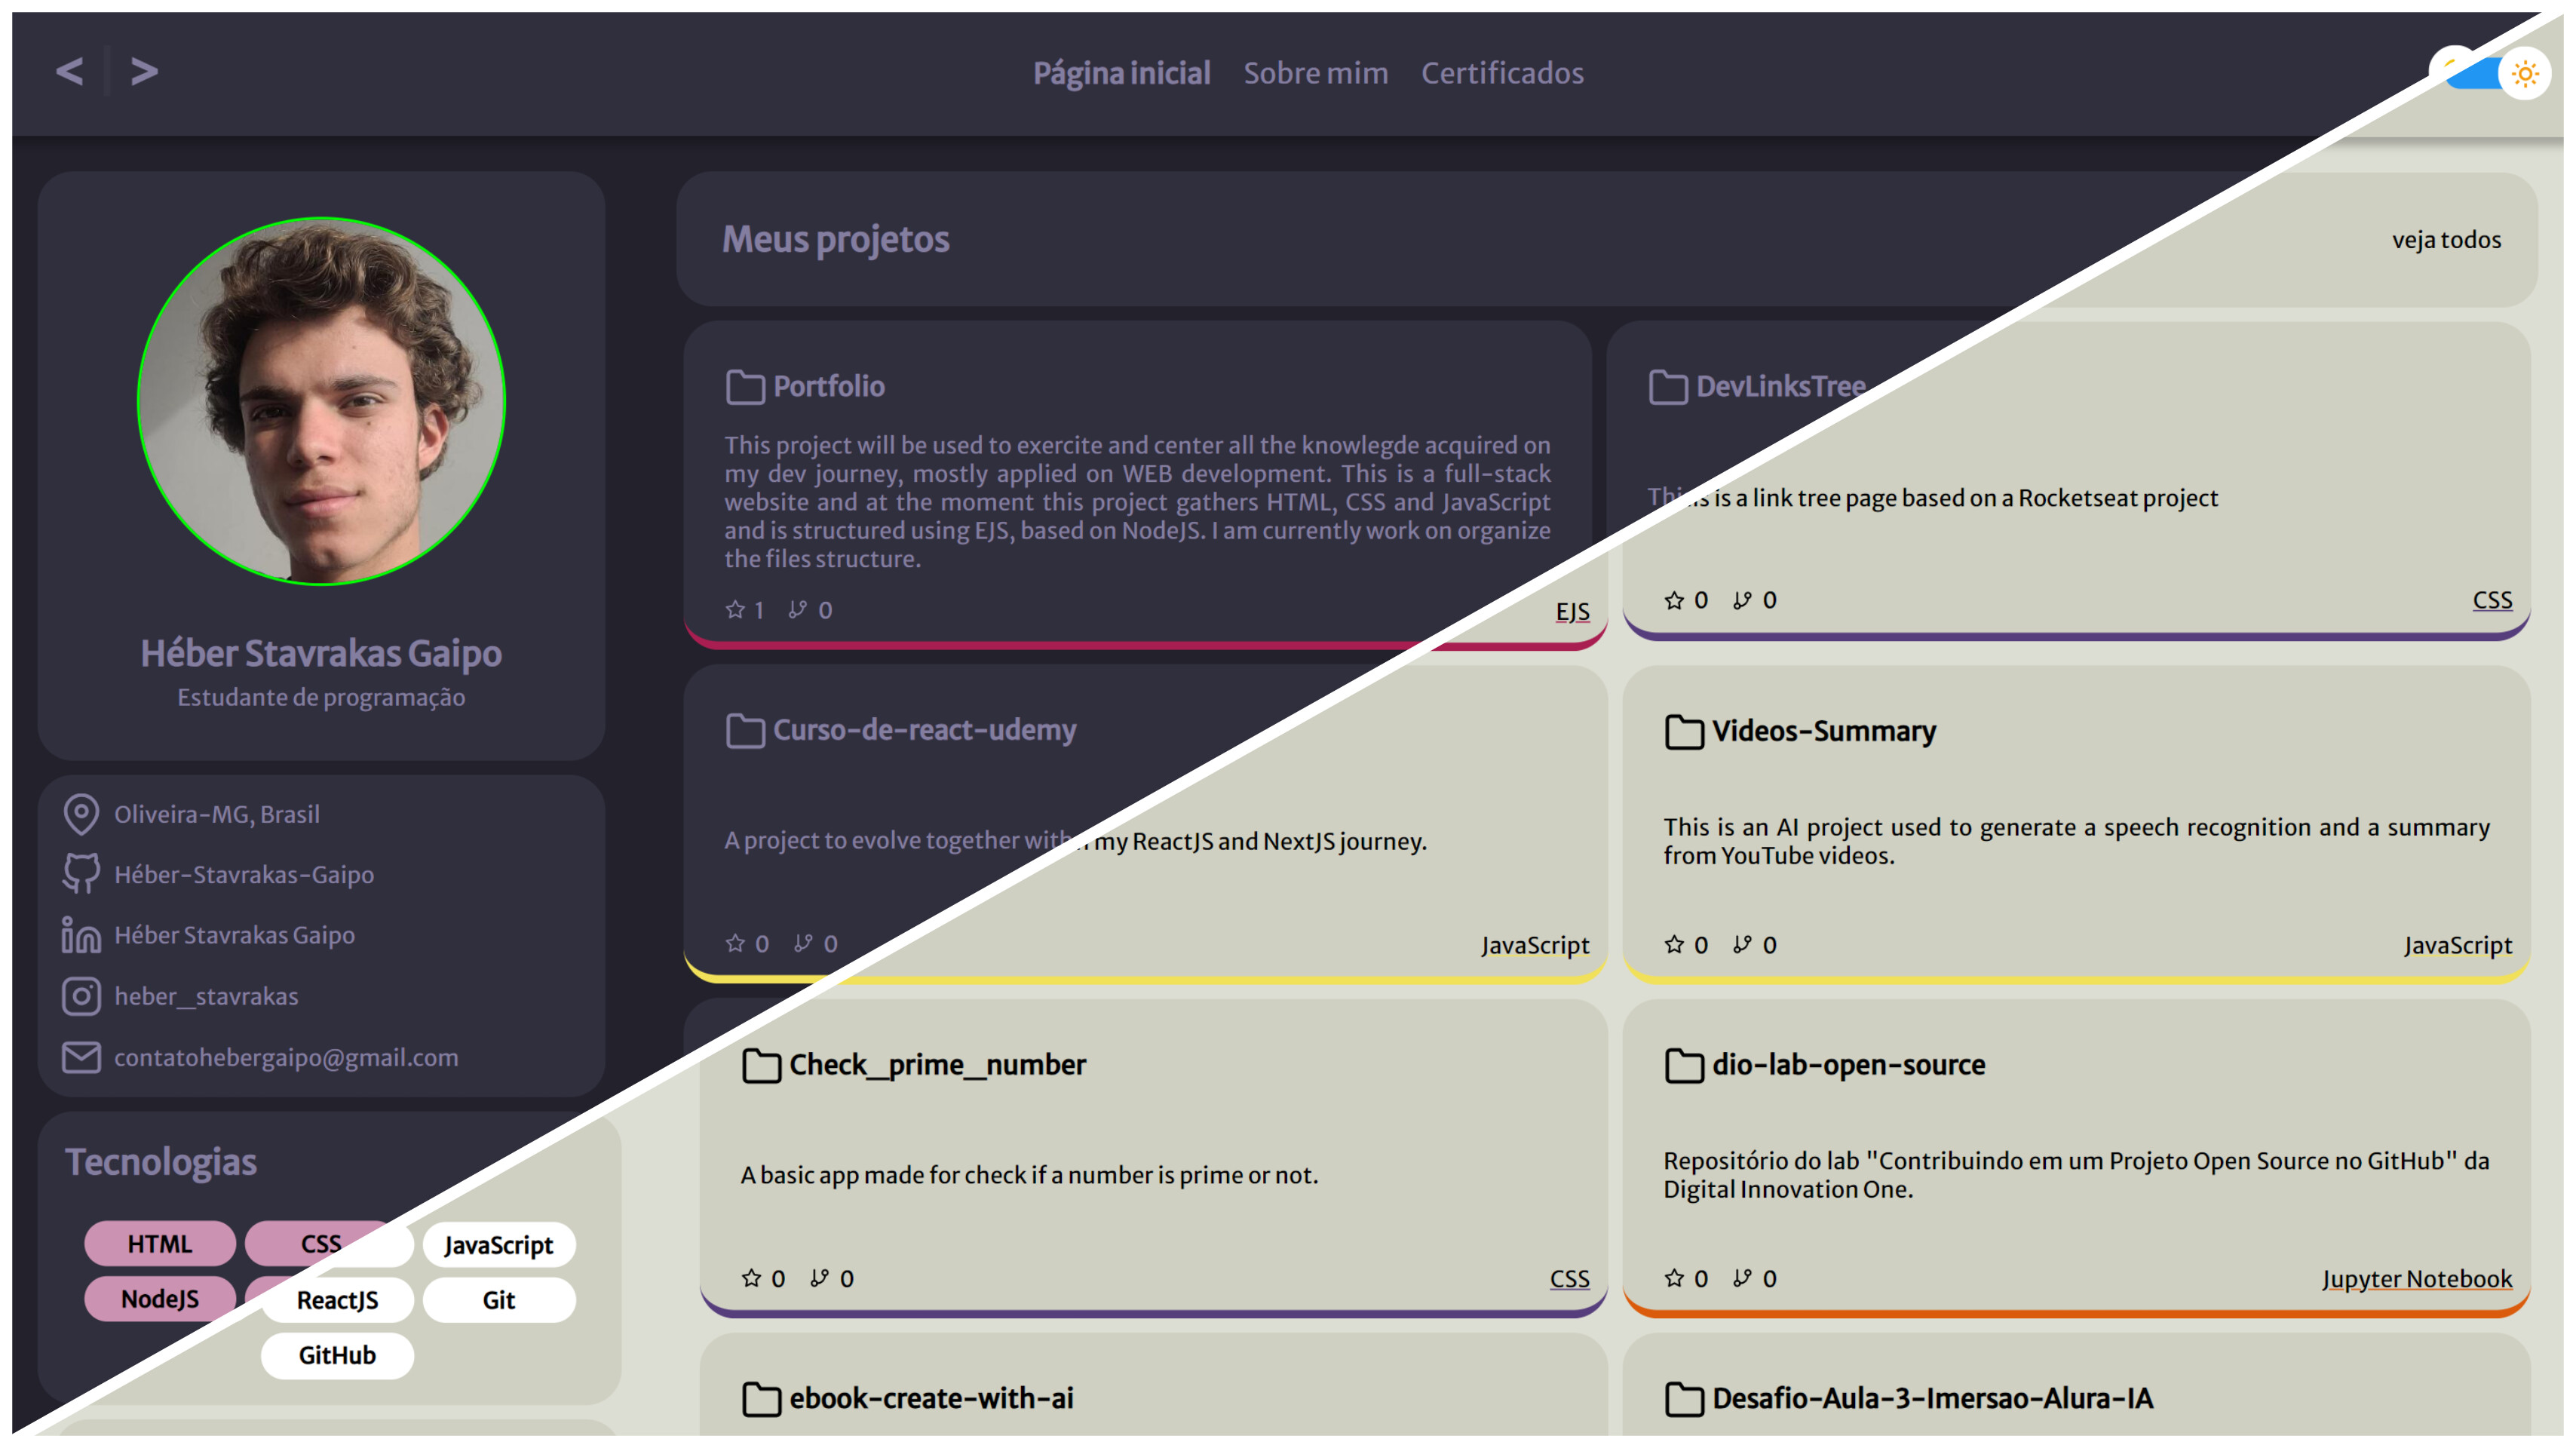 < | >
Página inicial Sobre mim Certificados
Héber Stavrakas Gaipo
Estudante de programação
Oliveira-MG, Brasil
Héber-Stavrakas-Gaipo
Héber Stavrakas Gaipo
heber_stavrakas
contatohebergaipo@gmail.com
Tecnologias
HTML CSS JavaScript
NodeJS ReactJS Git
GitHub
Meus projetos
veja todos
Portfolio
This project will be used to exercite and center all the knowlegde acquired on
my dev journey, mostly applied on WEB development. This is a full-stack
website and at the moment this project gathers HTML, CSS and JavaScript
and is structured using EJS, based on NodeJS. I am currently work on organize
the files structure.
1 0 EJS
DevLinksTree
This is a link tree page based on a Rocketseat project
0 0 CSS
Curso-de-react-udemy
A project to evolve together with my ReactJS and NextJS journey.
0 0 JavaScript
Videos-Summary
This is an AI project used to generate a speech recognition and a summary
from YouTube videos.
0 0 JavaScript
Check_prime_number
A basic app made for check if a number is prime or not.
0 0 CSS
dio-lab-open-source
Repositório do lab "Contribuindo em um Projeto Open Source no GitHub" da
Digital Innovation One.
0 0 Jupyter Notebook
ebook-create-with-ai
Desafio-Aula-3-Imersao-Alura-IA